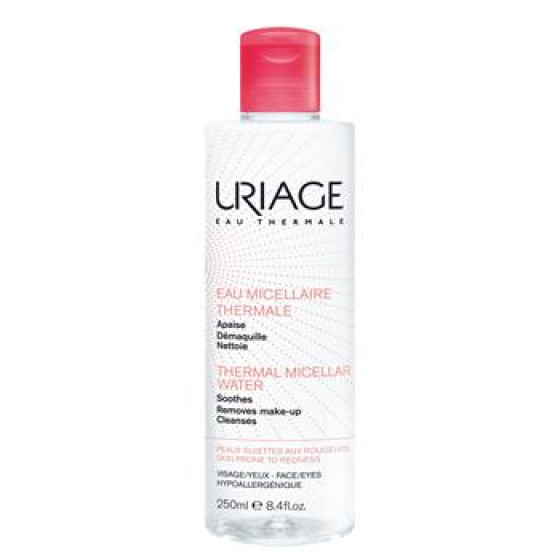 URIAGE
EAU THERMALE
EAU MICELLAIRE
THERMALE
Apaise
Démaquille
Nettoie
THERMAL MICELLAR
WATER
Soothes
Removes make-up
Cleanses
PEAUX SUJETTES AUX ROUGEURS
SKIN PRONE TO REDNESS
VISAGE/YEUX - FACE/EYES
HYPOALLERGÉNIQUE
250ml e 8.4fl.oz.